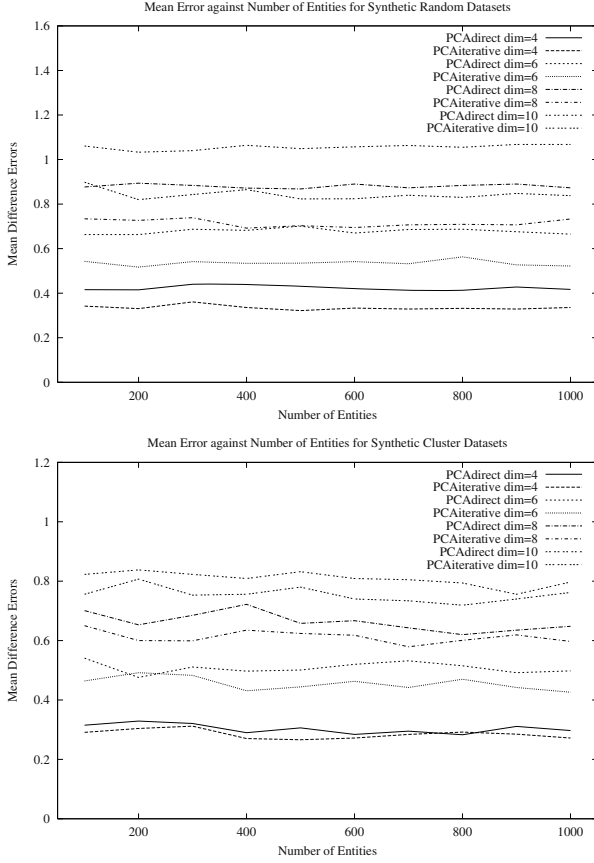 Mean Error against Number of Entities for Synthetic Random Datasets
1.6
1.4
1.2
1
0.8
0.6
0.4
0.2
0
Mean Difference Errors
PCAdirect dim=4
PCAiterative dim=4
PCAdirect dim=6
PCAiterative dim=6
PCAdirect dim=8
PCAiterative dim=8
PCAdirect dim=10
PCAiterative dim=10
200 400 600 800 1000
Number of Entities
Mean Error against Number of Entities for Synthetic Cluster Datasets
1.2
1
0.8
0.6
0.4
0.2
0
Mean Difference Errors
PCAdirect dim=4
PCAiterative dim=4
PCAdirect dim=6
PCAiterative dim=6
PCAdirect dim=8
PCAiterative dim=8
PCAdirect dim=10
PCAiterative dim=10
200 400 600 800 1000
Number of Entities